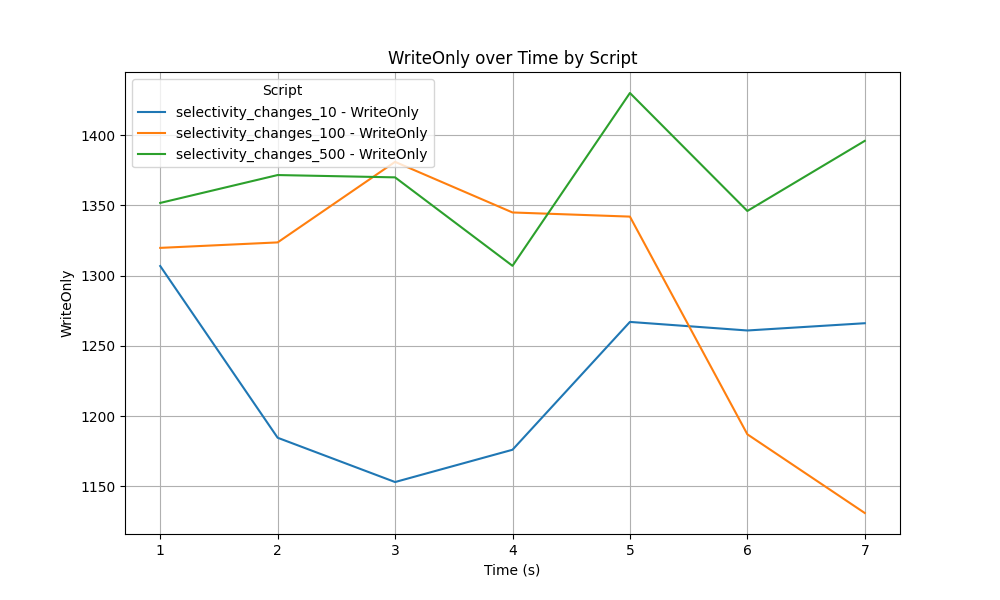 WriteOnly over Time by Script
Script
selectivity_changes_10 - WriteOnly
selectivity_changes_100 - WriteOnly
selectivity_changes_500 - WriteOnly
WriteOnly
1400
1350
1300
1250
1200
1150
1 2 3 4 5 6 7
Time (s)